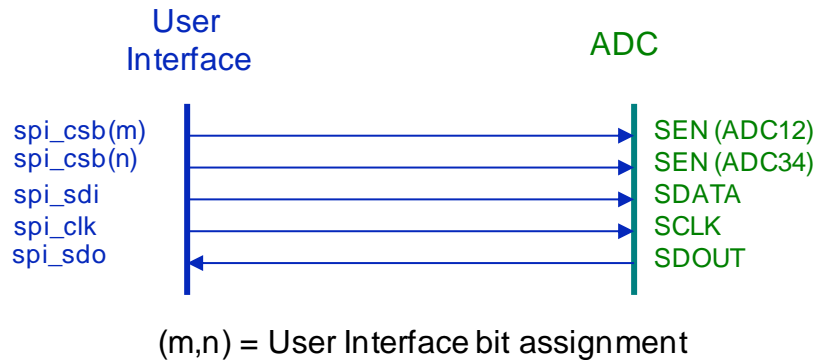 User
Interface
ADC
spi_csb(m)
SEN (ADC12)
spi_csb(n)
SEN (ADC34)
spi_sdi
SDATA
spi_clk
SCLK
spi_sdo
SDOUT
(m,n) = User Interface bit assignment